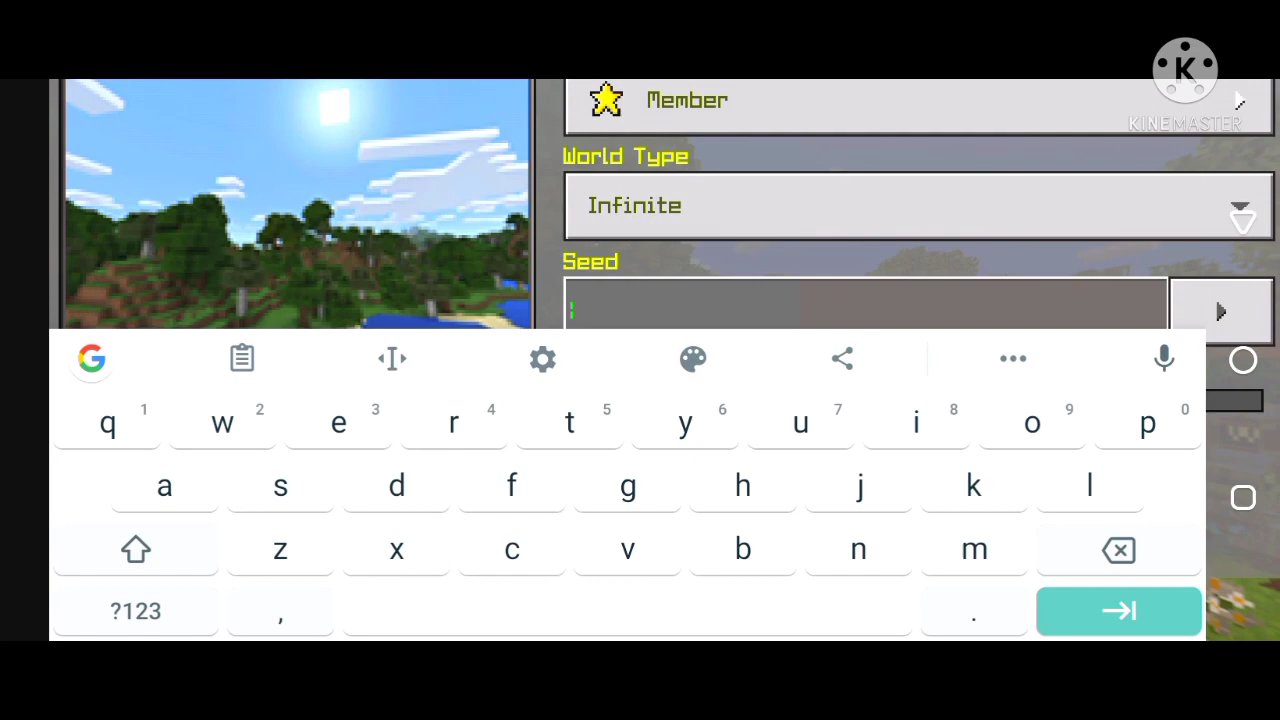 Member
KINEMASTER
World Type
Infinite
Seed
q 1 w 2 e 3 r 4 t 5 y 6 u 7 i 8 o 9 p 0
a s d f g h j k l
z x c v b n m
?123 , .